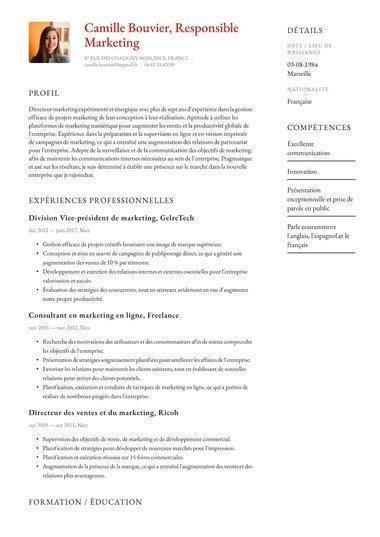 Camille Bouvier, Responsible
Marketing
47 RUE DES CHALIGNY, 06200, NICE, FRANCE
camille.bouvier@gmail.fr · 04.82.51.82030
PROFIL
Directeur marketing expérimenté et énergique avec plus de sept ans d'expérience dans la gestion
efficace de projets marketing de leur conception à leur réalisation. Aptitude à utiliser les
plateformes de marketing numérique pour augmenter les ventes et la productivité globale de
l'entreprise. Expérience dans la préparation et la supervision en ligne et en version imprimée
de campagnes de marketing, ce qui a entraîné une augmentation des relations de partenariat
pour l'entreprise. Adepte de la surveillance et de la communication des objectifs de marketing,
afin de maintenir les communications internes nécessaires au sein de l'entreprise. Pragmatique
et axé sur les résultats, je suis déterminé à établir une présence sur le marché dans la nouvelle
entreprise que je rejoindrai.
EXPÉRIENCES PROFESSIONNELLES
Division Vice-président de marketing, GelreTech
déc 2012 — juin 2017, Nice
• Gestion efficace de projets créatifs favorisant une image de marque supérieure.
• Conception et mise en œuvre de campagnes de publipostage direct, ce qui a généré une
augmentation des ventes de 10 % par trimestre.
• Développement et entretien des relations internes et externes essentielles pour l'entreprise
valorisation et succès.
• Évaluation des stratégies des concurrents, tout en œuvrant évidemment en vue d'augmenter
notre propre productivité.
Consultant en marketing en ligne, Freelance
nov 2011 — nov 2012, Nice
• Recherche des motivations des utilisateurs et des consommateurs afin de mieux comprendre
les objectifs de l'entreprise.
• Présentation de stratégies soigneusement planifiées pour améliorer les affaires de l'entreprise.
• Favoriser les relations pour maintenir les clients existants, tout en établissant de nouvelles
relations pour attirer des clients potentiels.
• Planification, exécution et conduite de tactiques de marketing en ligne, ce qui a permis de
réaliser de nombreux progrès dans l'entreprise.
Directeur des ventes et du marketing, Ricoh
oct 2009 — oct 2011, Nice
• Supervision des objectifs de vente, de marketing et de développement commercial.
• Planification de stratégies pour développer de nouveaux marchés pour l'impression.
• Planification et exécution réussies sur 15 foires commerciales.
• Augmentation de la présence de la marque, ce qui a entraîné l'augmentation des ventes et des
relations plus avantageuses.
FORMATION / ÉDUCATION
DÉTAILS
DATE / LIEU DE
NAISSANCE
03-08-1984
Marseille
NATIONALITÉ
Française
COMPÉTENCES
Excellente
communication
Innovation
Présentation
exceptionnelle et prise de
parole en public
Parle couramment
l'anglais, l'espagnol et le
français